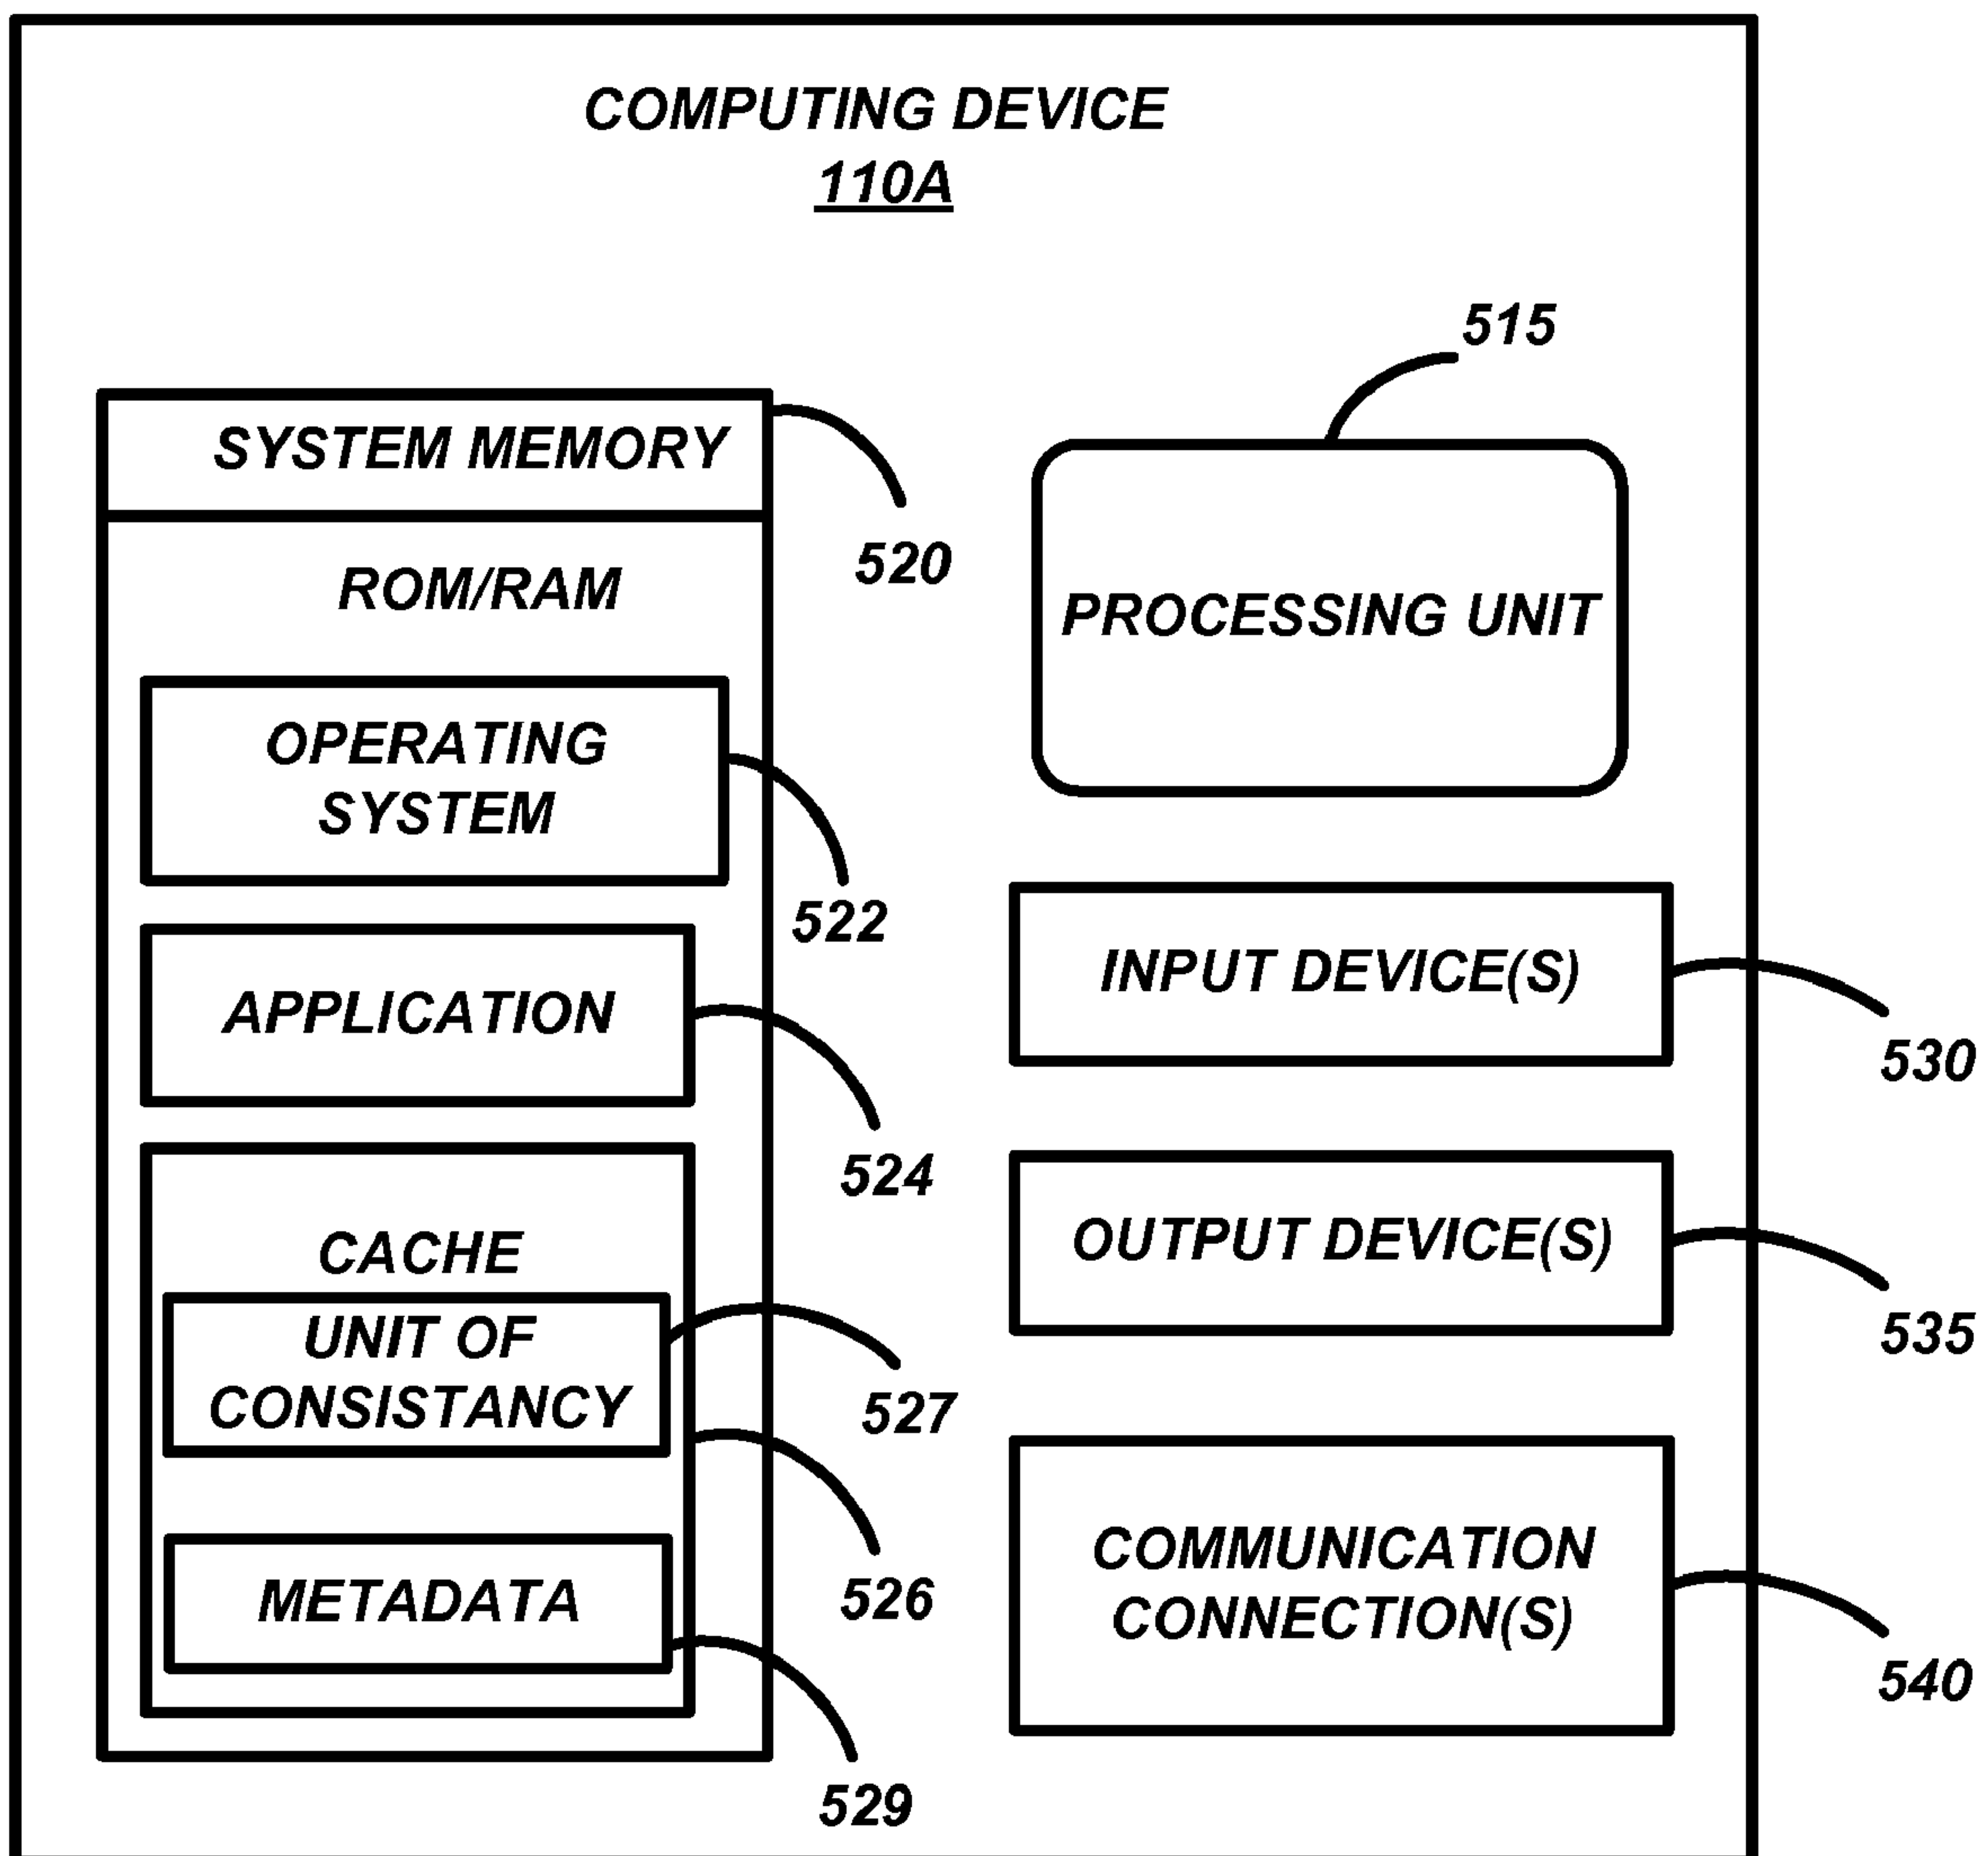 COMPUTING DEVICE
110A
515
SYSTEM MEMORY
520
ROM/RAM
PROCESSING UNIT
OPERATING
SYSTEM
522
INPUT DEVICE(S)
530
APPLICATION
524
CACHE
UNIT OF
CONSISTANCY
527
526
METADATA
529
OUTPUT DEVICE(S)
535
COMMUNICATION
CONNECTION(S)
540